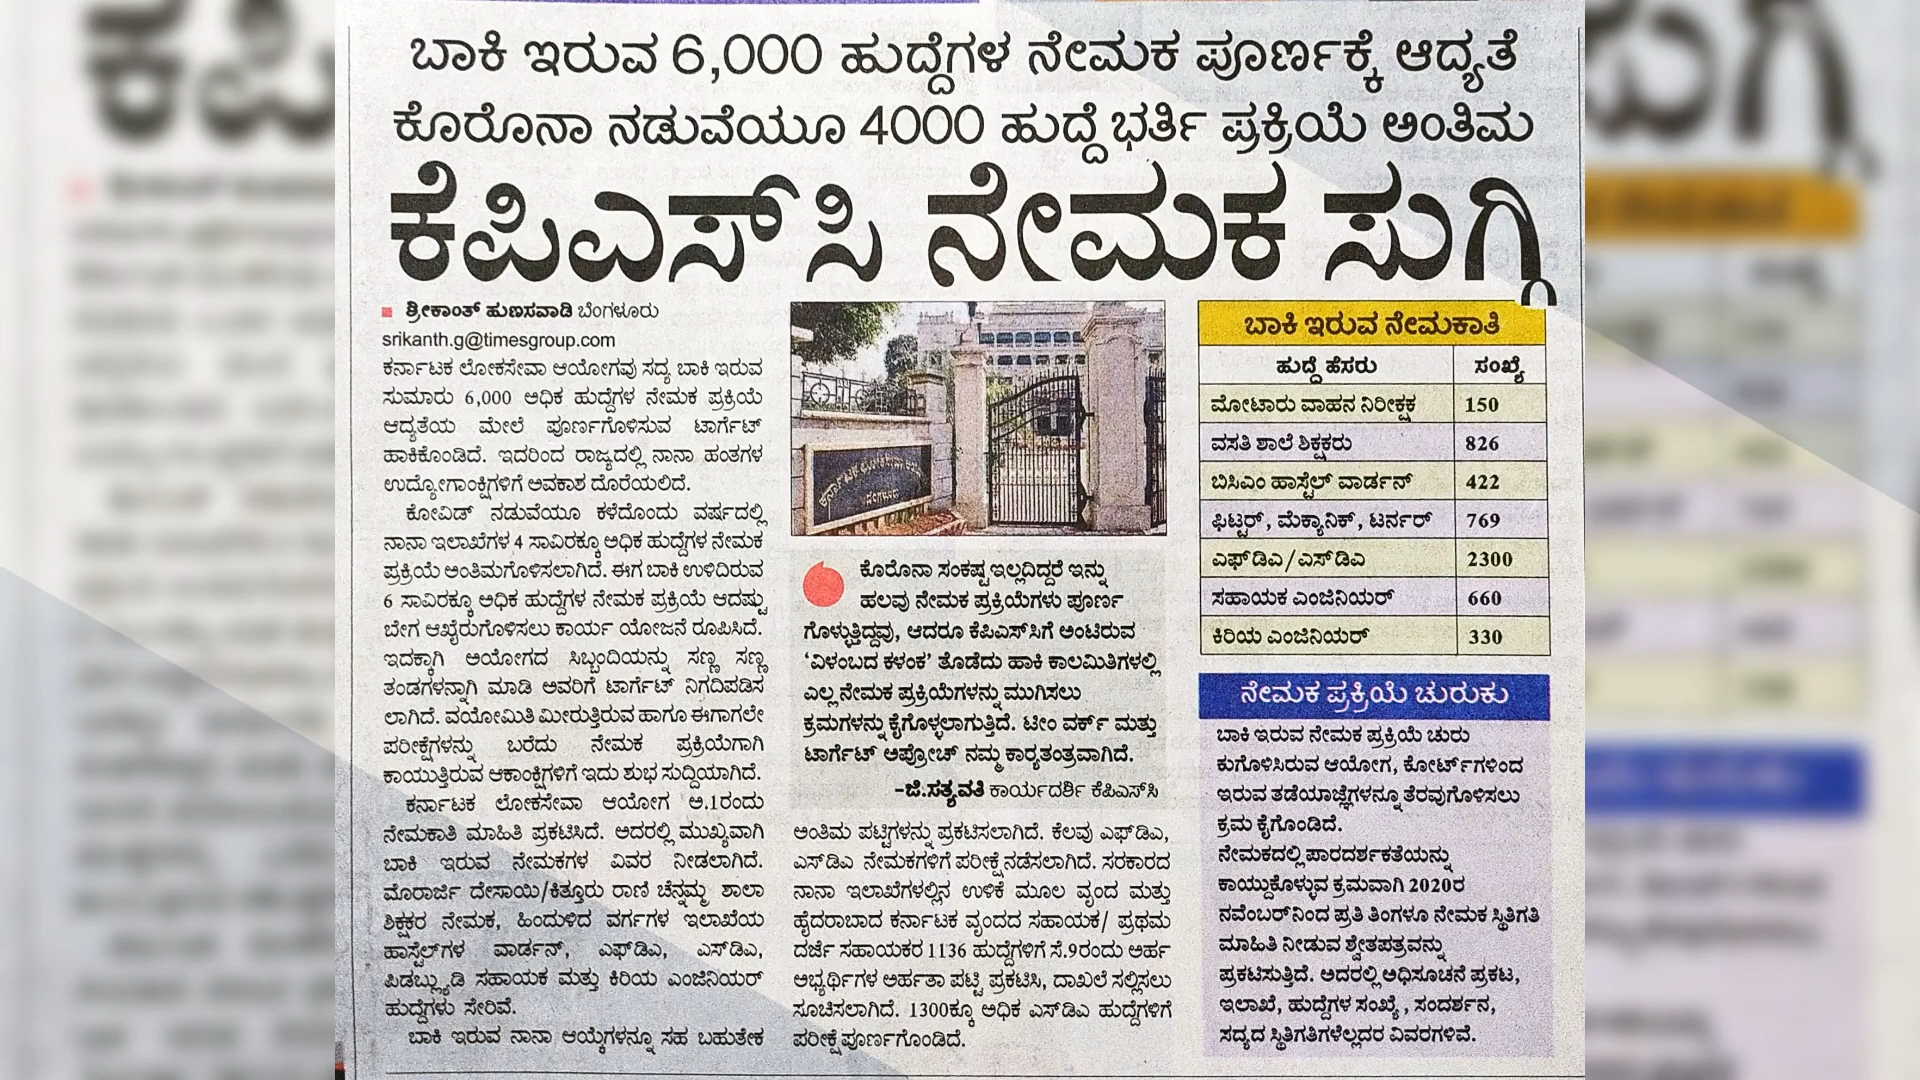 ಬಾಕಿ ಇರುವ 6,000 ಹುದ್ದೆಗಳ ನೇಮಕ ಪೂರ್ಣಕ್ಕೆ ಆದ್ಯತೆ
ಕೊರೊನಾ ನಡುವೆಯೂ 4000 ಹುದ್ದೆ ಭರ್ತಿ ಪ್ರಕ್ರಿಯೆ ಅಂತಿಮ
ಕೆಪಿಎಸ್‌ಸಿ ನೇಮಕ ಸುಗ್ಗಿ
ಶ್ರೀಕಾಂತ್ ಹುಣಸವಾಡಿ ಬೆಂಗಳೂರು
srikanth.g@timesgroup.com
ಕರ್ನಾಟಕ ಲೋಕಸೇವಾ ಆಯೋಗವು ಸದ್ಯ ಬಾಕಿ ಇರುವ
ಸುಮಾರು 6,000 ಅಧಿಕ ಹುದ್ದೆಗಳ ನೇಮಕ ಪ್ರಕ್ರಿಯೆ
ಆದ್ಯತೆಯ ಮೇಲೆ ಪೂರ್ಣಗೊಳಿಸುವ ಟಾರ್ಗೆಟ್
ಹಾಕಿಕೊಂಡಿದೆ. ಇದರಿಂದ ರಾಜ್ಯದಲ್ಲಿ ನಾನಾ ಹಂತಗಳ
ಉದ್ಯೋಗಾಂಕ್ಷಿಗಳಿಗೆ ಅವಕಾಶ ದೊರೆಯಲಿದೆ.
ಕೋವಿಡ್ ನಡುವೆಯೂ ಕಳೆದೊಂದು ವರ್ಷದಲ್ಲಿ
ನಾನಾ ಇಲಾಖೆಗಳ 4 ಸಾವಿರಕ್ಕೂ ಅಧಿಕ ಹುದ್ದೆಗಳ ನೇಮಕ
ಪ್ರಕ್ರಿಯೆ ಅಂತಿಮಗೊಳಿಸಲಾಗಿದೆ. ಈಗ ಬಾಕಿ ಉಳಿದಿರುವ
6 ಸಾವಿರಕ್ಕೂ ಅಧಿಕ ಹುದ್ದೆಗಳ ನೇಮಕ ಪ್ರಕ್ರಿಯೆ ಆದಷ್ಟು
ಬೇಗ ಆಖೈರುಗೊಳಿಸಲು ಕಾರ್ಯ ಯೋಜನೆ ರೂಪಿಸಿದೆ.
ಇದಕ್ಕಾಗಿ ಆಯೋಗದ ಸಿಬ್ಬಂದಿಯನ್ನು ಸಣ್ಣ ಸಣ್ಣ
ತಂಡಗಳನ್ನಾಗಿ ಮಾಡಿ ಅವರಿಗೆ ಟಾರ್ಗೆಟ್ ನಿಗದಿಪಡಿಸ
ಲಾಗಿದೆ. ವಯೋಮಿತಿ ಮೀರುತ್ತಿರುವ ಹಾಗೂ ಈಗಾಗಲೇ
ಪರೀಕ್ಷೆಗಳನ್ನು ಬರೆದು ನೇಮಕ ಪ್ರಕ್ರಿಯೆಗಾಗಿ
ಕಾಯುತ್ತಿರುವ ಆಕಾಂಕ್ಷಿಗಳಿಗೆ ಇದು ಶುಭ ಸುದ್ದಿಯಾಗಿದೆ.
ಕರ್ನಾಟಕ ಲೋಕಸೇವಾ ಆಯೋಗ ಅ.1ರಂದು
ನೇಮಕಾತಿ ಮಾಹಿತಿ ಪ್ರಕಟಿಸಿದೆ. ಅದರಲ್ಲಿ ಮುಖ್ಯವಾಗಿ
ಬಾಕಿ ಇರುವ ನೇಮಕಗಳ ವಿವರ ನೀಡಲಾಗಿದೆ.
ಮೊರಾರ್ಜಿ ದೇಸಾಯಿ/ಕಿತ್ತೂರು ರಾಣಿ ಚೆನ್ನಮ್ಮ ಶಾಲಾ
ಶಿಕ್ಷಕರ ನೇಮಕ, ಹಿಂದುಳಿದ ವರ್ಗಗಳ ಇಲಾಖೆಯ
ಹಾಸ್ಟೆಲ್‌ಗಳ ವಾರ್ಡನ್, ಎಫ್‌ಡಿಎ, ಎಸ್‌ಡಿಎ,
ಪಿಡಬ್ಲ್ಯುಡಿ ಸಹಾಯಕ ಮತ್ತು ಕಿರಿಯ ಎಂಜಿನಿಯರ್
ಹುದ್ದೆಗಳು ಸೇರಿವೆ.
ಬಾಕಿ ಇರುವ ನಾನಾ ಆಯ್ಕೆಗಳನ್ನೂ ಸಹ ಬಹುತೇಕ
ಕೊರೊನಾ ಸಂಕಷ್ಟ ಇಲ್ಲದಿದ್ದರೆ ಇನ್ನು
ಹಲವು ನೇಮಕ ಪ್ರಕ್ರಿಯೆಗಳು ಪೂರ್ಣ
ಗೊಳ್ಳುತ್ತಿದ್ದವು, ಆದರೂ ಕೆಪಿಎಸ್‌ಸಿಗೆ ಅಂಟಿರುವ
‘ವಿಳಂಬದ ಕಳಂಕ’ ತೊಡೆದು ಹಾಕಿ ಕಾಲಮಿತಿಗಳಲ್ಲಿ
ಎಲ್ಲ ನೇಮಕ ಪ್ರಕ್ರಿಯೆಗಳನ್ನು ಮುಗಿಸಲು
ಕ್ರಮಗಳನ್ನು ಕೈಗೊಳ್ಳಲಾಗುತ್ತಿದೆ. ಟೀಂ ವರ್ಕ್ ಮತ್ತು
ಟಾರ್ಗೆಟ್ ಅಪ್ರೋಚ್ ನಮ್ಮ ಕಾರ‍್ಯತಂತ್ರವಾಗಿದೆ.
-ಜಿ.ಸತ್ಯವತಿ ಕಾರ್ಯದರ್ಶಿ ಕೆಪಿಎಸ್‌ಸಿ
ಅಂತಿಮ ಪಟ್ಟಿಗಳನ್ನು ಪ್ರಕಟಿಸಲಾಗಿದೆ. ಕೆಲವು ಎಫ್‌ಡಿಎ,
ಎಸ್‌ಡಿಎ ನೇಮಕಗಳಿಗೆ ಪರೀಕ್ಷೆ ನಡೆಸಲಾಗಿದೆ. ಸರಕಾರದ
ನಾನಾ ಇಲಾಖೆಗಳಲ್ಲಿನ ಉಳಿಕೆ ಮೂಲ ವೃಂದ ಮತ್ತು
ಹೈದರಾಬಾದ ಕರ್ನಾಟಕ ವೃಂದದ ಸಹಾಯಕ/ ಪ್ರಥಮ
ದರ್ಜೆ ಸಹಾಯಕರ 1136 ಹುದ್ದೆಗಳಿಗೆ ಸೆ.9ರಂದು ಅರ್ಹ
ಅಭ್ಯರ್ಥಿಗಳ ಅರ್ಹತಾ ಪಟ್ಟಿ ಪ್ರಕಟಿಸಿ, ದಾಖಲೆ ಸಲ್ಲಿಸಲು
ಸೂಚಿಸಲಾಗಿದೆ. 1300ಕ್ಕೂ ಅಧಿಕ ಎಸ್‌ಡಿಎ ಹುದ್ದೆಗಳಿಗೆ
ಪರೀಕ್ಷೆ ಪೂರ್ಣಗೊಂಡಿದೆ.
ಬಾಕಿ ಇರುವ ನೇಮಕಾತಿ
ಹುದ್ದೆ ಹೆಸರು ಸಂಖ್ಯೆ
ಮೋಟಾರು ವಾಹನ ನಿರೀಕ್ಷಕ 150
ವಸತಿ ಶಾಲೆ ಶಿಕ್ಷಕರು 826
ಬಿಸಿಎಂ ಹಾಸ್ಟೆಲ್ ವಾರ್ಡನ್ 422
ಫಿಟ್ಟರ್, ಮೆಕ್ಯಾನಿಕ್, ಟರ್ನರ್ 769
ಎಫ್‌ಡಿಎ/ಎಸ್‌ಡಿಎ 2300
ಸಹಾಯಕ ಎಂಜಿನಿಯರ್ 660
ಕಿರಿಯ ಎಂಜಿನಿಯರ್ 330
ನೇಮಕ ಪ್ರಕ್ರಿಯೆ ಚುರುಕು
ಬಾಕಿ ಇರುವ ನೇಮಕ ಪ್ರಕ್ರಿಯೆ ಚುರು
ಕುಗೊಳಿಸಿರುವ ಆಯೋಗ, ಕೋರ್ಟ್‌ಗಳಿಂದ
ಇರುವ ತಡೆಯಾಜ್ಞೆಗಳನ್ನೂ ತೆರವುಗೊಳಿಸಲು
ಕ್ರಮ ಕೈಗೊಂಡಿದೆ.
ನೇಮಕದಲ್ಲಿ ಪಾರದರ್ಶಕತೆಯನ್ನು
ಕಾಯ್ದುಕೊಳ್ಳುವ ಕ್ರಮವಾಗಿ 2020ರ
ನವೆಂಬರ್‌ನಿಂದ ಪ್ರತಿ ತಿಂಗಳೂ ನೇಮಕ ಸ್ಥಿತಿಗತಿ
ಮಾಹಿತಿ ನೀಡುವ ಶ್ವೇತಪತ್ರವನ್ನು
ಪ್ರಕಟಿಸುತ್ತಿದೆ. ಅದರಲ್ಲಿ ಅಧಿಸೂಚನೆ ಪ್ರಕಟ,
ಇಲಾಖೆ, ಹುದ್ದೆಗಳ ಸಂಖ್ಯೆ, ಸಂದರ್ಶನ,
ಸದ್ಯದ ಸ್ಥಿತಿಗತಿಗಳೆಲ್ಲದರ ವಿವರಗಳಿವೆ.